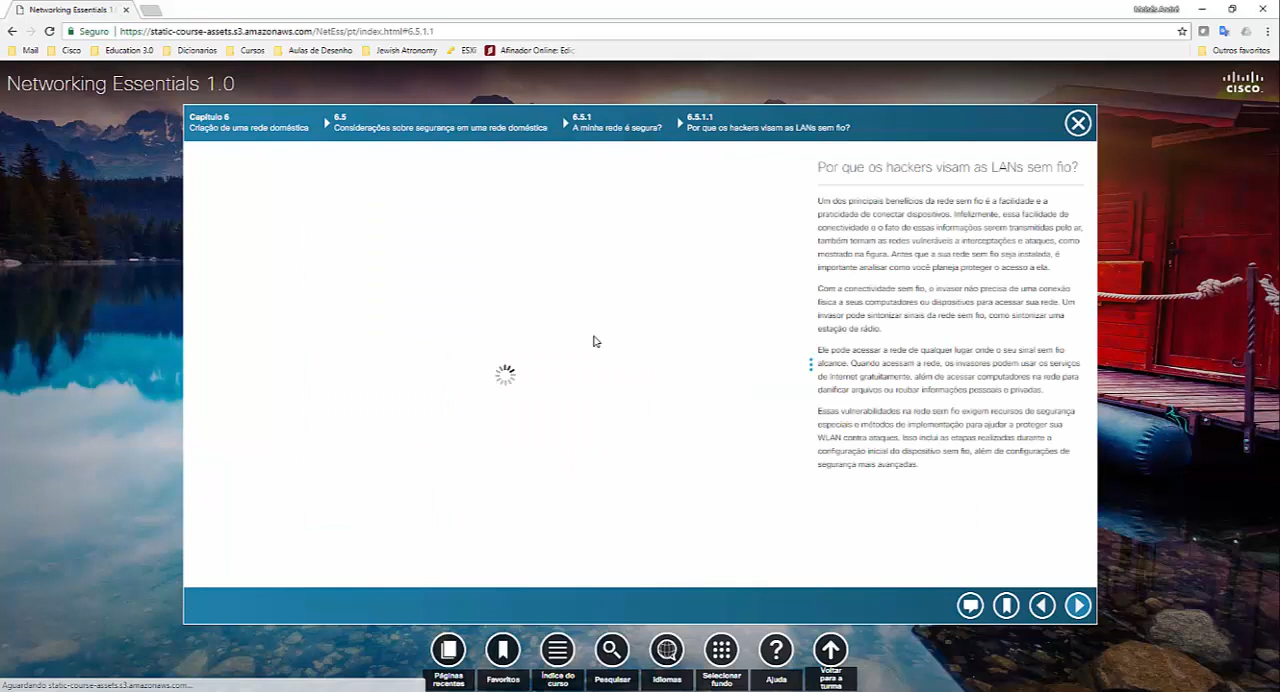 Networking Essentials 1.
Moisés André
Seguro
https://static-course-assets.s3.amazonaws.com/NetEss/pt/index.html#6.5.1.1
Mail
Cisco
Education 3.0
Dicionarios
Cursos
Aulas de Desenho
Jewish Atronomy
ESXi
Afinador Online: Edic
Outros favoritos
Networking Essentials 1.0
CISCO
Capítulo 6
Criação de uma rede doméstica
6.5
Considerações sobre segurança em uma rede doméstica
6.5.1
A minha rede é segura?
6.5.1.1
Por que os hackers visam as LANs sem fio?
Por que os hackers visam as LANs sem fio?
Um dos principais benefícios da rede sem fio é a facilidade e a
praticidade de conectar dispositivos. Infelizmente, essa facilidade de
conectividade e o fato de essas informações serem transmitidas pelo ar,
também tornam as redes vulneráveis a interceptações e ataques, como
mostrado na figura. Antes que a sua rede sem fio seja instalada, é
importante analisar como você planeja proteger o acesso a ela.
Com a conectividade sem fio, o invasor não precisa de uma conexão
física a seus computadores ou dispositivos para acessar sua rede. Um
invasor pode sintonizar sinais da rede sem fio, como sintonizar uma
estação de rádio.
Ele pode acessar a rede de qualquer lugar onde o seu sinal sem fio
alcance. Quando acessam a rede, os invasores podem usar os serviços
de Internet gratuitamente, além de acessar computadores na rede para
danificar arquivos ou roubar informações pessoais e privadas.
Essas vulnerabilidades na rede sem fio exigem recursos de segurança
especiais e métodos de implementação para ajudar a proteger sua
WLAN contra ataques. Isso inclui as etapas realizadas durante a
configuração inicial do dispositivo sem fio, além de configurações de
segurança mais avançadas.
Páginas
recentes
Favoritos
Índice do
curso
Pesquisar
Idiomas
Selecionar
fundo
Ajuda
Voltar
para a
turma
Aguardando static-course-assets.s3.amazonaws.com...